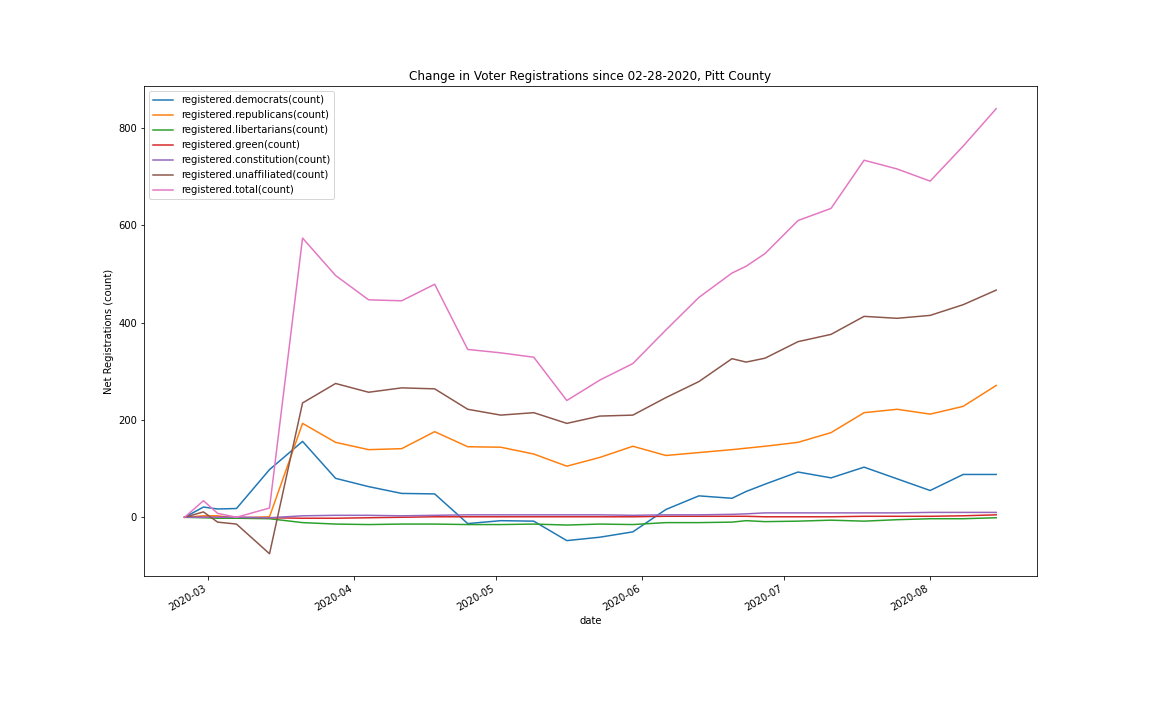 Change in Voter Registrations since 02-28-2020, Pitt County
registered.democrats(count)
registered.republicans(count)
registered.libertarians(count)
registered.green(count)
registered.constitution(count)
registered.unaffiliated(count)
registered.total(count)
Net Registrations (count)
800
600
400
200
0
2020-03
2020-04
2020-05
2020-06
2020-07
2020-08
date